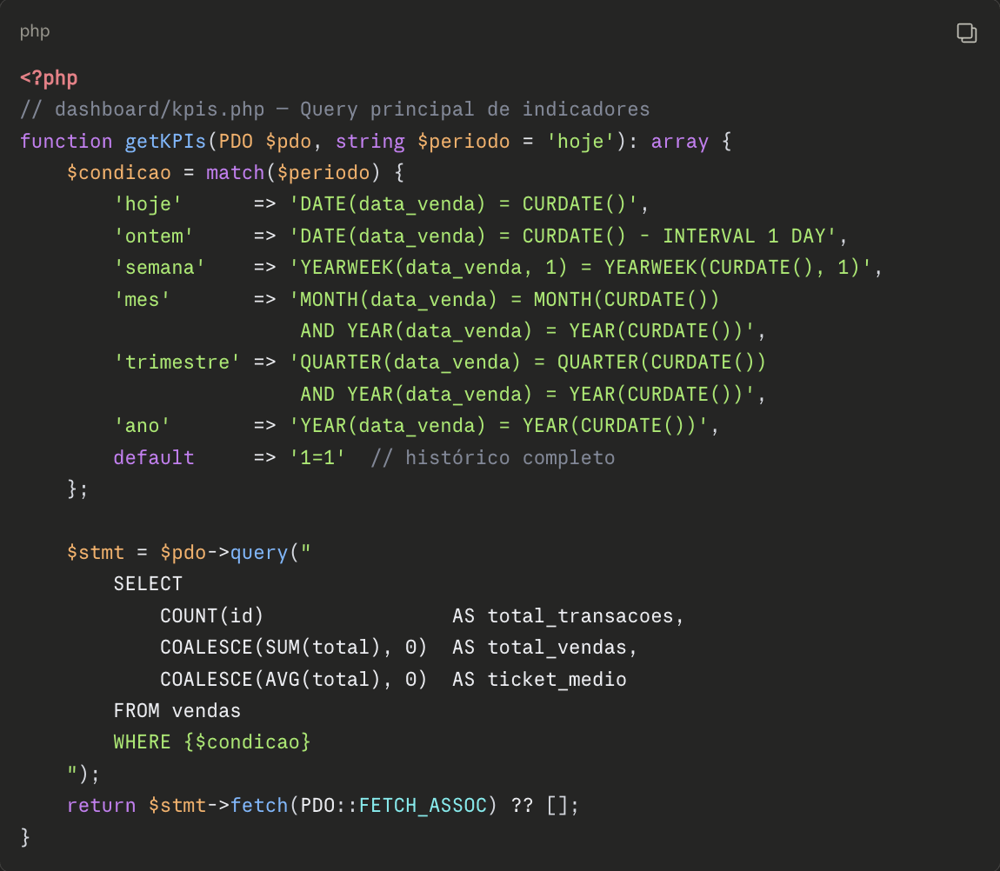 php
<?php
// dashboard/kpis.php — Query principal de indicadores
function getKPIs(PDO $pdo, string $periodo = 'hoje'): array {
    $condicao = match($periodo) {
        'hoje'      => 'DATE(data_venda) = CURDATE()',
        'ontem'     => 'DATE(data_venda) = CURDATE() - INTERVAL 1 DAY',
        'semana'    => 'YEARWEEK(data_venda, 1) = YEARWEEK(CURDATE(), 1)',
        'mes'       => 'MONTH(data_venda) = MONTH(CURDATE())
                        AND YEAR(data_venda) = YEAR(CURDATE())',
        'trimestre' => 'QUARTER(data_venda) = QUARTER(CURDATE())
                        AND YEAR(data_venda) = YEAR(CURDATE())',
        'ano'       => 'YEAR(data_venda) = YEAR(CURDATE())',
        default     => '1=1'  // histórico completo
    };

    $stmt = $pdo->query("
        SELECT
            COUNT(id)                AS total_transacoes,
            COALESCE(SUM(total), 0)  AS total_vendas,
            COALESCE(AVG(total), 0)  AS ticket_medio
        FROM vendas
        WHERE {$condicao}
    ");
    return $stmt->fetch(PDO::FETCH_ASSOC) ?? [];
}